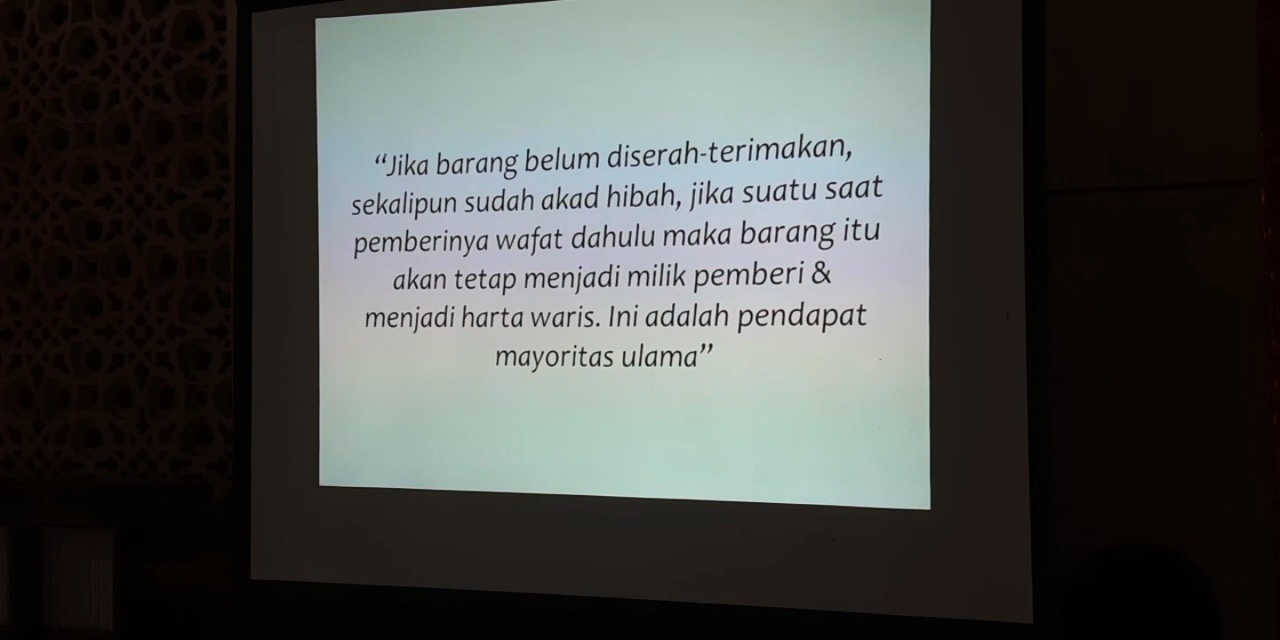 “Jika barang belum diserah-terimakan,
sekalipun sudah akad hibah, jika suatu saat
pemberinya wafat dahulu maka barang itu
akan tetap menjadi milik pemberi &
menjadi harta waris. Ini adalah pendapat
mayoritas ulama”